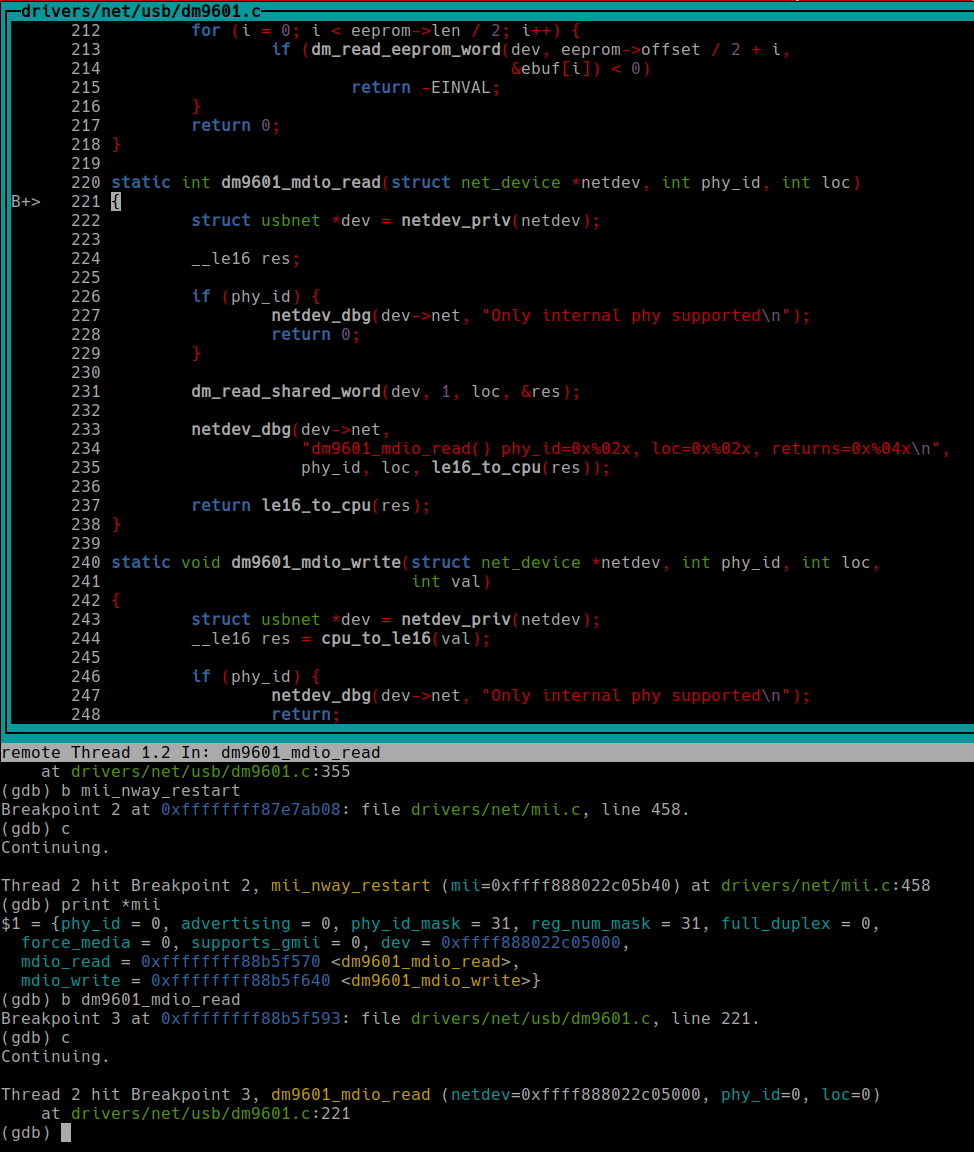 drivers/net/usb/dm9601.c
212         for (i = 0; i < eeprom->len / 2; i++) {
213                 if (dm_read_eeprom_word(dev, eeprom->offset / 2 + i,
214                                         &ebuf[i]) < 0)
215                         return -EINVAL;
216         }
217         return 0;
218 }
219
220 static int dm9601_mdio_read(struct net_device *netdev, int phy_id, int loc)
B+> 221 {
222         struct usbnet *dev = netdev_priv(netdev);
223
224         __le16 res;
225
226         if (phy_id) {
227                 netdev_dbg(dev->net, "Only internal phy supported\n");
228                 return 0;
229         }
230
231         dm_read_shared_word(dev, 1, loc, &res);
232
233         netdev_dbg(dev->net,
234                    "dm9601_mdio_read() phy_id=0x%02x, loc=0x%02x, returns=0x%04x\n",
235                    phy_id, loc, le16_to_cpu(res));
236
237         return le16_to_cpu(res);
238 }
239
240 static void dm9601_mdio_write(struct net_device *netdev, int phy_id, int loc,
241                               int val)
242 {
243         struct usbnet *dev = netdev_priv(netdev);
244         __le16 res = cpu_to_le16(val);
245
246         if (phy_id) {
247                 netdev_dbg(dev->net, "Only internal phy supported\n");
248                 return;
remote Thread 1.2 In: dm9601_mdio_read
    at drivers/net/usb/dm9601.c:355
(gdb) b mii_nway_restart
Breakpoint 2 at 0xffffffff87e7ab08: file drivers/net/mii.c, line 458.
(gdb) c
Continuing.

Thread 2 hit Breakpoint 2, mii_nway_restart (mii=0xffff888022c05b40) at drivers/net/mii.c:458
(gdb) print *mii
$1 = {phy_id = 0, advertising = 0, phy_id_mask = 31, reg_num_mask = 31, full_duplex = 0,
  force_media = 0, supports_gmii = 0, dev = 0xffff888022c05000,
  mdio_read = 0xffffffff88b5f570 <dm9601_mdio_read>,
  mdio_write = 0xffffffff88b5f640 <dm9601_mdio_write>}
(gdb) b dm9601_mdio_read
Breakpoint 3 at 0xffffffff88b5f593: file drivers/net/usb/dm9601.c, line 221.
(gdb) c
Continuing.

Thread 2 hit Breakpoint 3, dm9601_mdio_read (netdev=0xffff888022c05000, phy_id=0, loc=0)
    at drivers/net/usb/dm9601.c:221
(gdb)